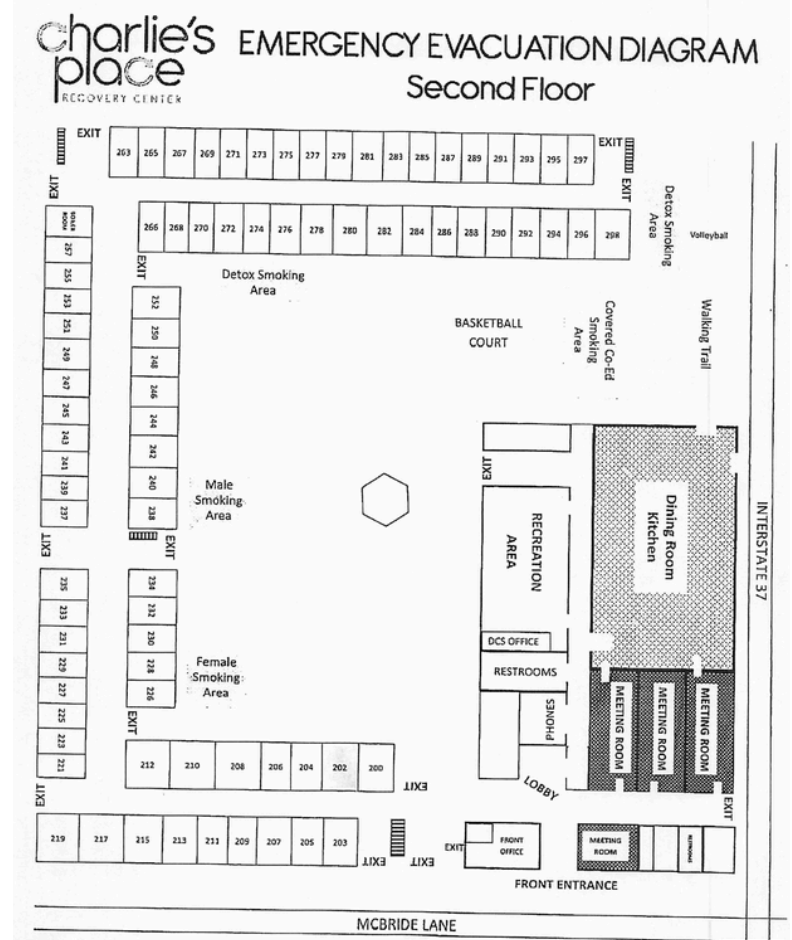 charlie's
place
RECOVERY CENTER
EMERGENCY EVACUATION DIAGRAM
Second Floor
EXIT
263 265 267 269 271 273 275 277 279 281 283 285 287 289 291 293 295 297
EXIT
EXIT
EXIT
266 268 270 272 274 276 278 280 282 284 286 288 290 292 294 296 298
Detox Smoking
Area
Volleyball
BOILER
ROOM
257
255
253
251
249
247
245
243
241
239
237
EXIT
Detox Smoking
Area
252
250
248
246
244
242
240
238
EXIT
BASKETBALL
COURT
Covered Co-Ed
Smoking
Area
Walking Trail
Male
Smoking
Area
EXIT
RECREATION
AREA
Dining Room
Kitchen
INTERSTATE 37
EXIT
235
233
231
229
227
225
223
221
234
232
230
228
226
Female
Smoking
Area
DCS OFFICE
RESTROOMS
PHONES
MEETING ROOM
MEETING ROOM
MEETING ROOM
EXIT
212 210 208 206 204 202 200
EXIT
LOBBY
EXIT
EXIT
219 217 215 213 211 209 207 205 203
EXIT
EXIT
EXIT
FRONT
OFFICE
MEETING
ROOM
RESTROOMS
FRONT ENTRANCE
MCBRIDE LANE